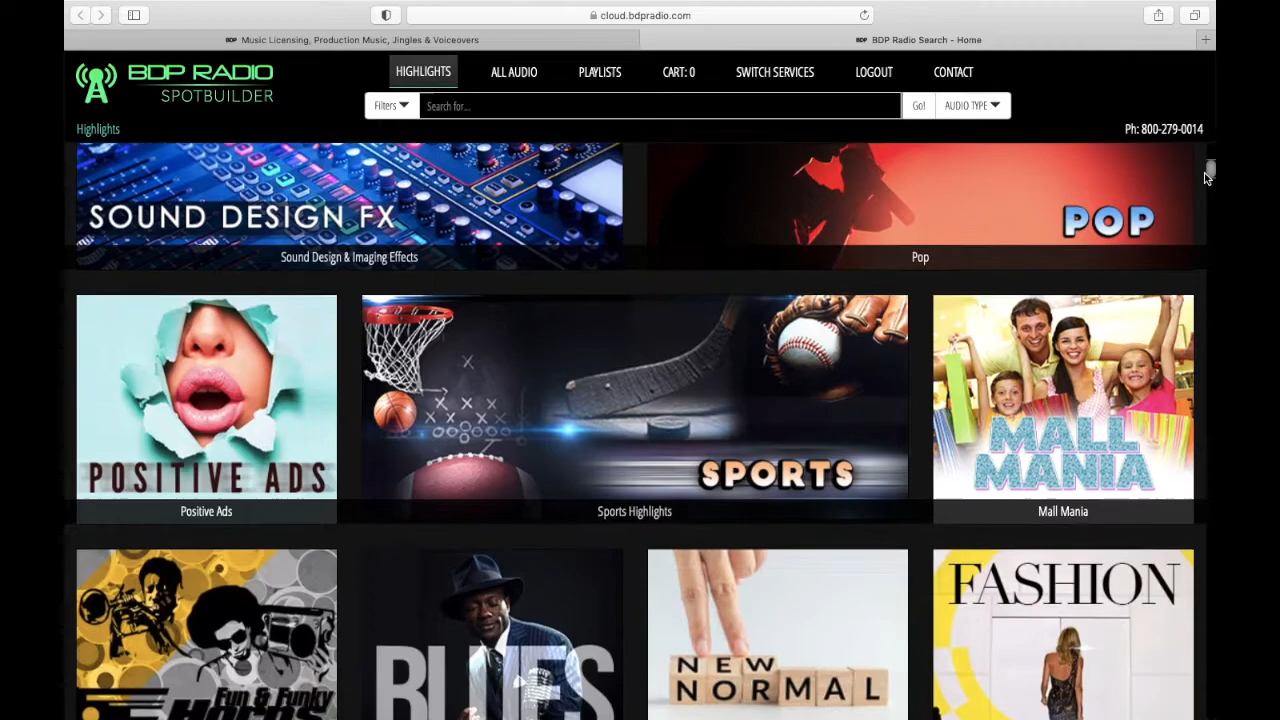 cloud.bdpradio.com
BDP Music Licensing, Production Music, Jingles & Voiceovers
BDP BDP Radio Search - Home
BDP RADIO
SPOTBUILDER
HIGHLIGHTS
ALL AUDIO
PLAYLISTS
CART: 0
SWITCH SERVICES
LOGOUT
CONTACT
Filters
Search for...
Go!
AUDIO TYPE
Highlights
Ph: 800-279-0014
SOUND DESIGN FX
POP
Sound Design & Imaging Effects
Pop
POSITIVE ADS
SPORTS
MALL
MANIA
Positive Ads
Sports Highlights
Mall Mania
Fun & Funky
Horns
BLUES
NEW
NORMAL
FASHION